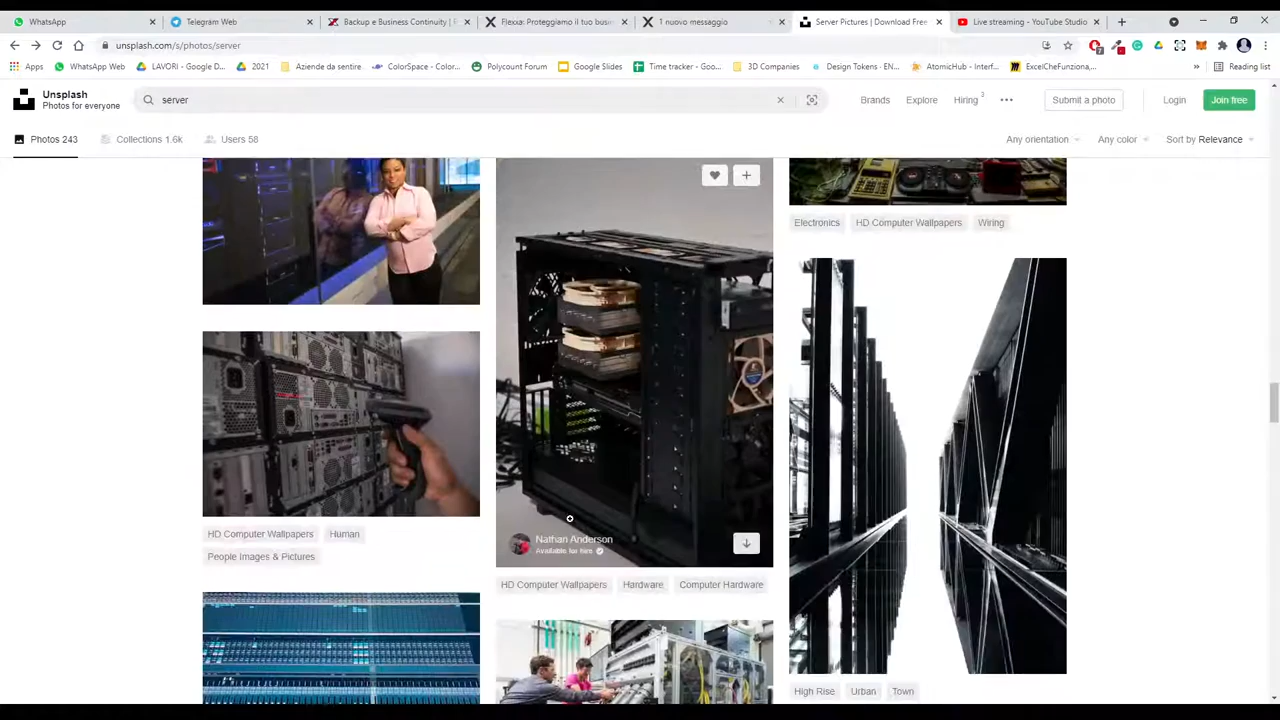 WhatsApp
Telegram Web
Backup e Business Continuity | F
Flexxa: Proteggiamo il tuo busin
1 nuovo messaggio
Server Pictures | Download Free
Live streaming - YouTube Studio
unsplash.com/s/photos/server
Apps
WhatsApp Web
LAVORI - Google D...
2021
Aziende da sentire
ColorSpace - Color...
Polycount Forum
Google Slides
Time tracker - Goo...
3D Companies
Design Tokens - EN...
AtomicHub - Interf...
ExcelCheFunziona,...
»
Reading list
Unsplash
Photos for everyone
server
Brands
Explore
Hiring 3
Submit a photo
Login
Join free
Photos 243
Collections 1.6k
Users 58
Any orientation
Any color
Sort by Relevance
Electronics
HD Computer Wallpapers
Wiring
HD Computer Wallpapers
Human
People Images & Pictures
Nathan Anderson
Available for hire
HD Computer Wallpapers
Hardware
Computer Hardware
High Rise
Urban
Town